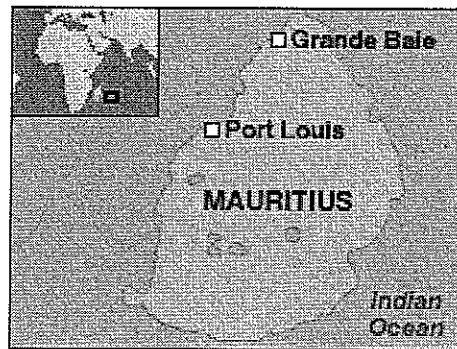 Grande Baie
Port Louis
MAURITIUS
Indian
Ocean